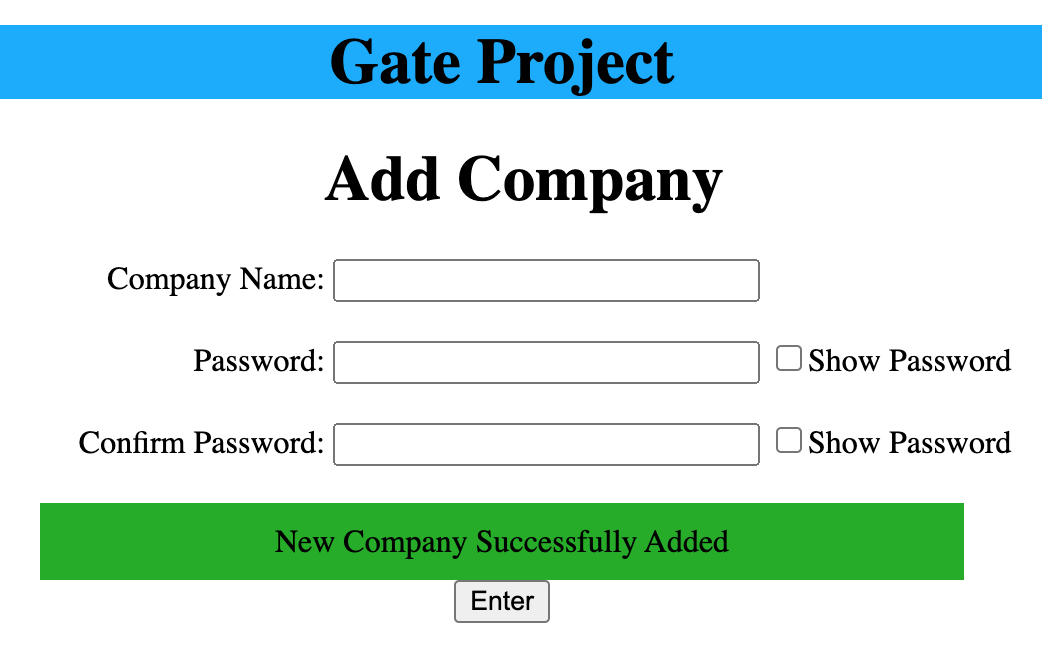 Gate Project
Add Company
Company Name:
Password: Show Password
Confirm Password: Show Password
New Company Successfully Added
Enter